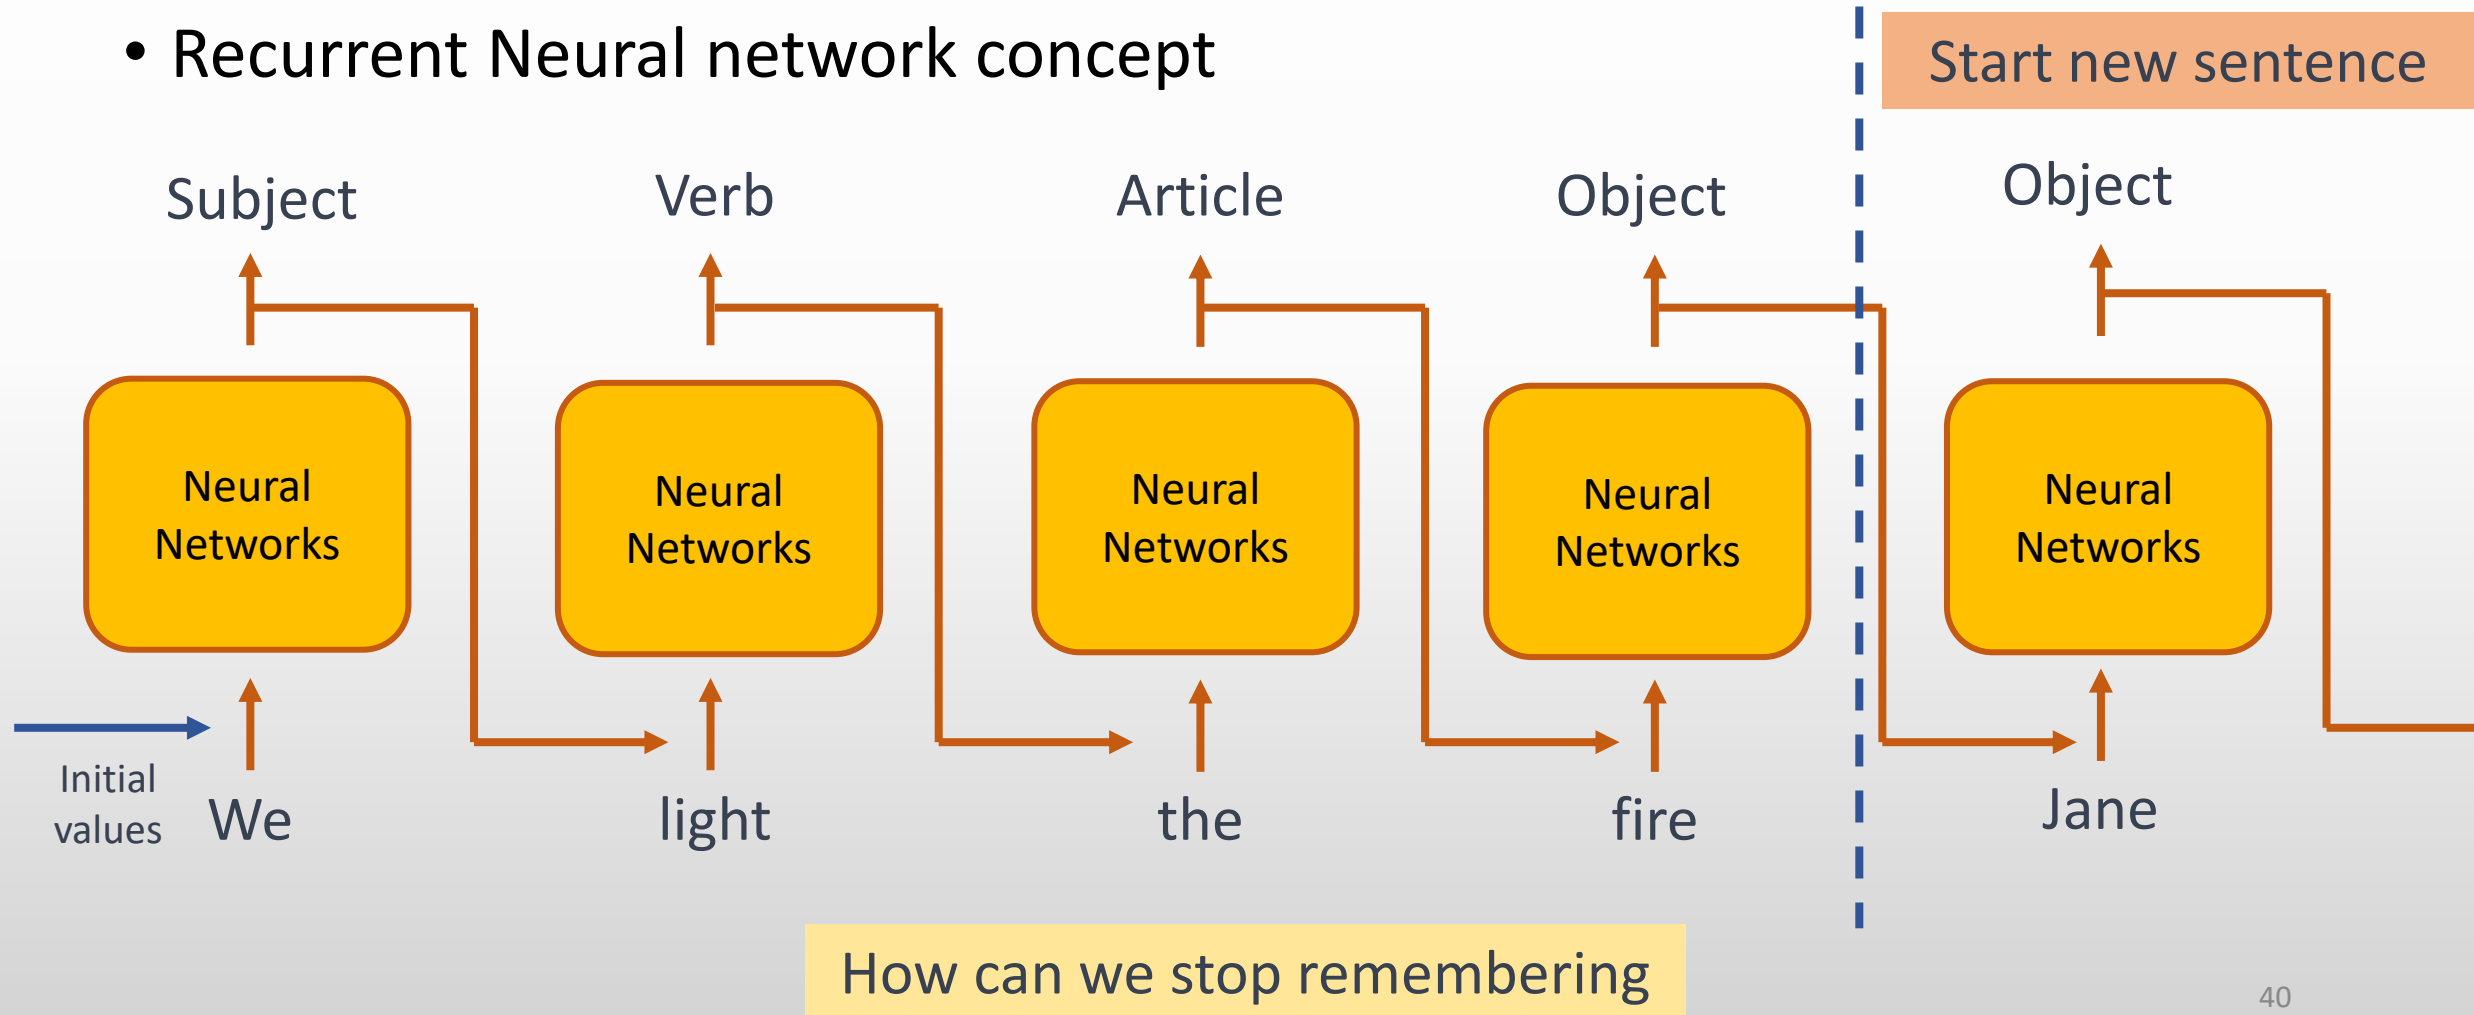 • Recurrent Neural network concept
Start new sentence
Subject
Verb
Article
Object
Object
Neural
Networks
Neural
Networks
Neural
Networks
Neural
Networks
Neural
Networks
Initial
values
We
light
the
fire
Jane
How can we stop remembering
40